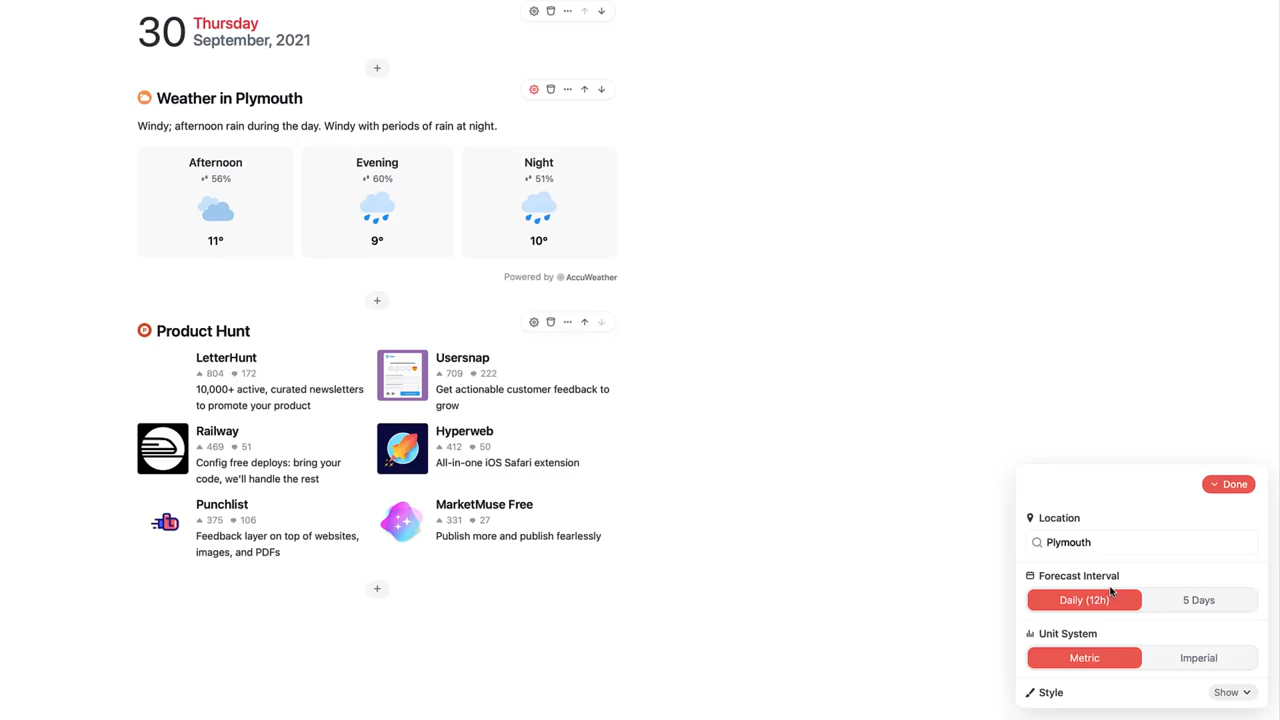 30
Thursday
September, 2021
Weather in Plymouth
Windy; afternoon rain during the day. Windy with periods of rain at night.
Afternoon
56%
11°
Evening
60%
9°
Night
51%
10°
Powered by AccuWeather
Product Hunt
LetterHunt
804 172
10,000+ active, curated newsletters
to promote your product
Usersnap
709 222
Get actionable customer feedback to
grow
Railway
469 51
Config free deploys: bring your
code, we'll handle the rest
Hyperweb
412 50
All-in-one iOS Safari extension
Punchlist
375 106
Feedback layer on top of websites,
images, and PDFs
MarketMuse Free
331 27
Publish more and publish fearlessly
Done
Location
Plymouth
Forecast Interval
Daily (12h)
5 Days
Unit System
Metric
Imperial
Style
Show